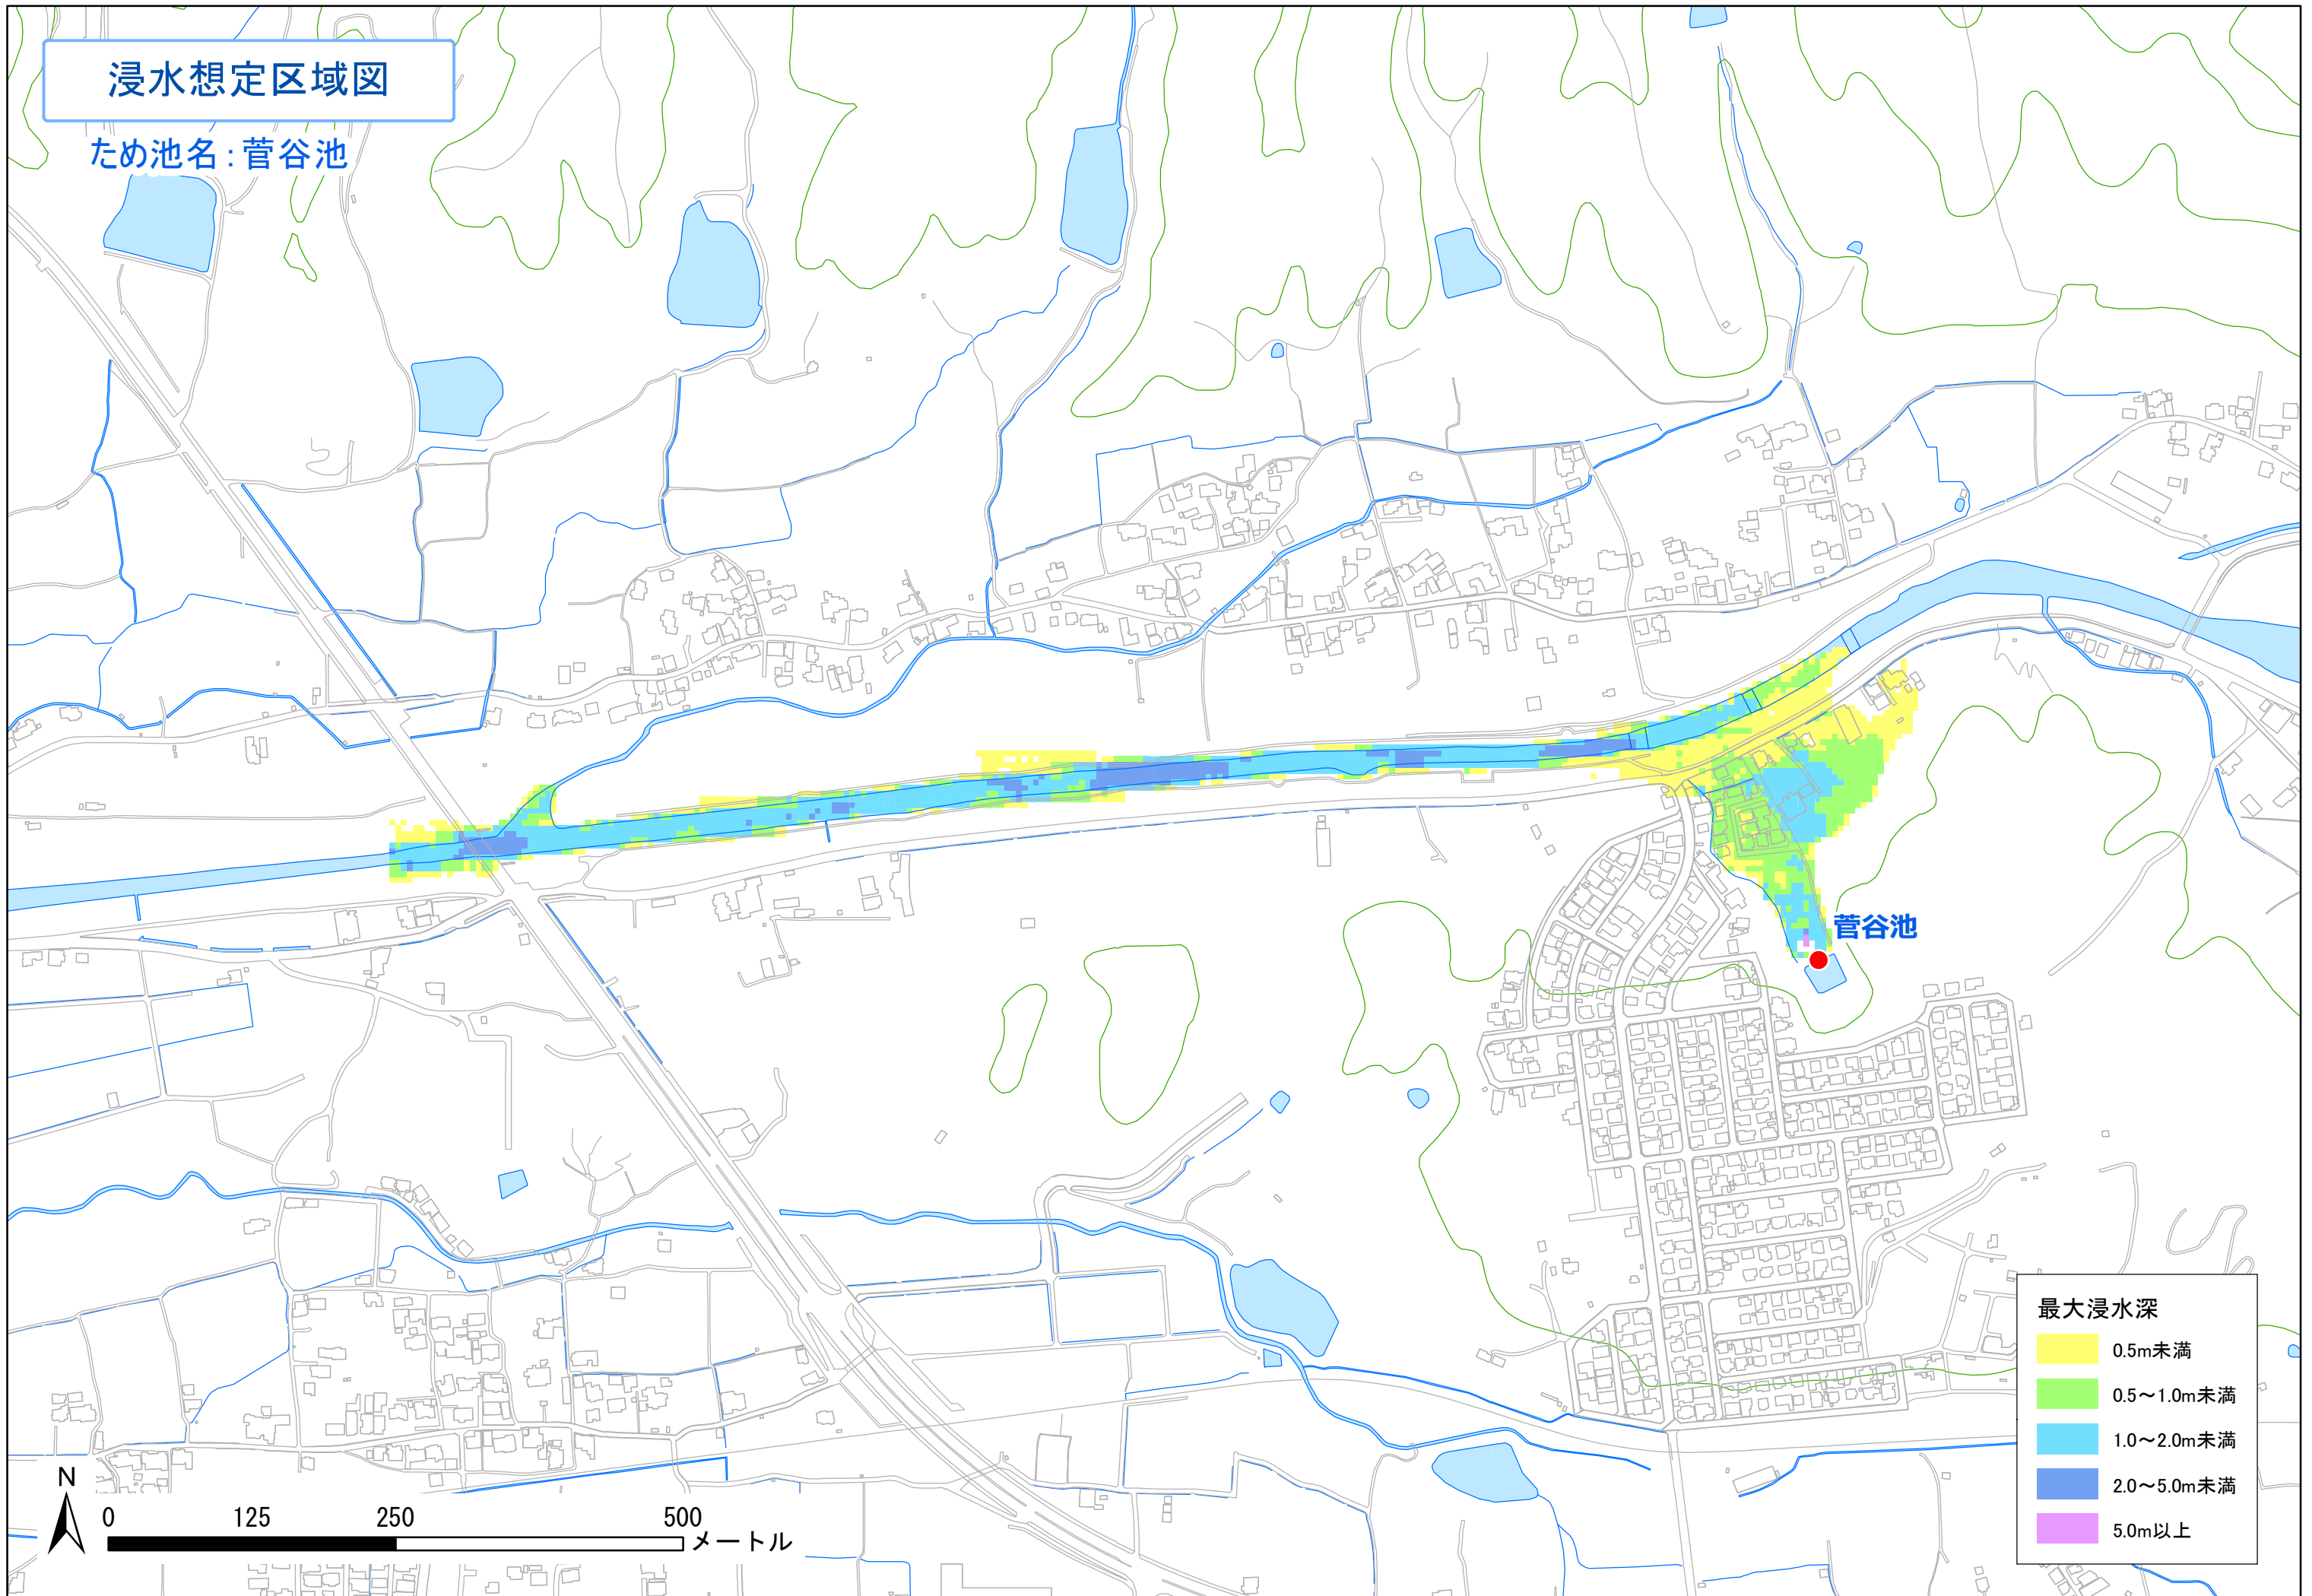 浸水想定区域図
ため池名:菅谷池
菅谷池
最大浸水深
0.5m未満
0.5～1.0m未満
1.0～2.0m未満
2.0～5.0m未満
5.0m以上
N
0 125 250 500
メートル